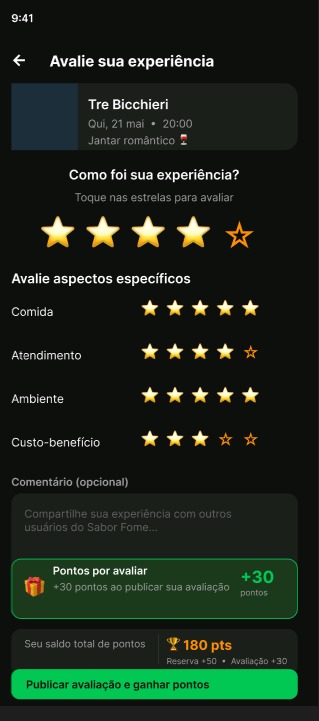 9:41
← Avalie sua experiência
Tre Bicchieri
Qui, 21 mai • 20:00
Jantar romântico 🍷
Como foi sua experiência?
Toque nas estrelas para avaliar
Avalie aspectos específicos
Comida
Atendimento
Ambiente
Custo-benefício
Comentário (opcional)
Compartilhe sua experiência com outros
usuários do Sabor Fome...
Pontos por avaliar
+30 pontos ao publicar sua avaliação
+30
pontos
Seu saldo total de pontos
🏆 180 pts
Reserva +50 • Avaliação +30
Publicar avaliação e ganhar pontos